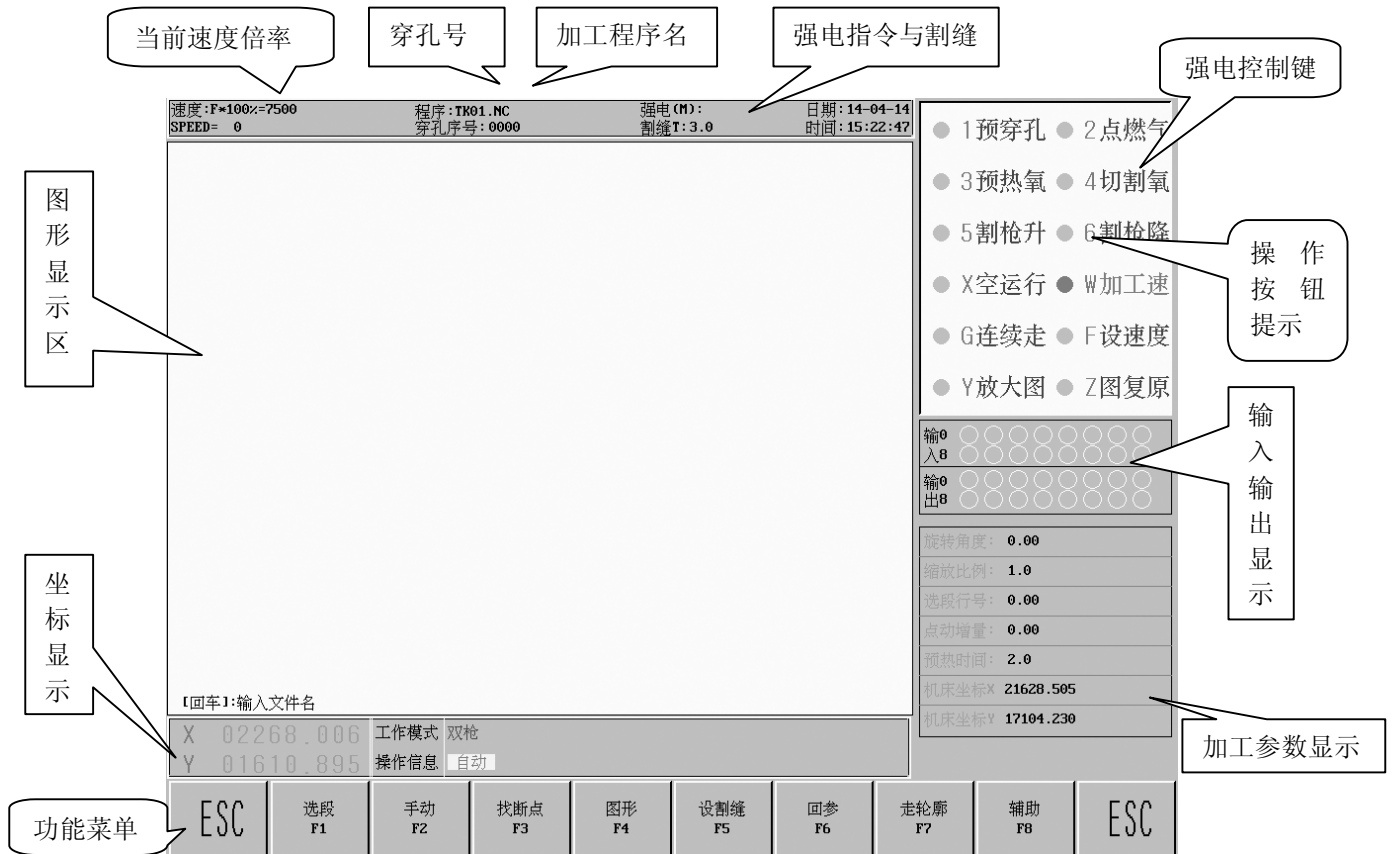 当前速度倍率
穿孔号
加工程序名
强电指令与割缝
强电控制键
速度:F*100%=7500
程序:TK01.NC
强电(M):
日期:14-04-14
SPEED= 0
穿孔序号:0000
割缝T:3.0
时间:15:22:47
1预穿孔
2点燃气
3预热氧
4切割氧
5割枪升
6割枪降
X空运行
W加工速
G连续走
F设速度
Y放大图
Z图复原
图形显示区
操作按钮提示
输0
入8
输0
出8
输入输出显示
旋转角度: 0.00
缩放比例: 1.0
选段行号: 0.00
点动增量: 0.00
预热时间: 2.0
机床坐标X 21628.505
机床坐标Y 17104.230
加工参数显示
坐标显示
[回车]:输入文件名
X 02268.006
工作模式 双枪
Y 01610.895
操作信息 自动
功能菜单
ESC
选段
F1
手动
F2
找断点
F3
图形
F4
设割缝
F5
回参
F6
走轮廓
F7
辅助
F8
ESC